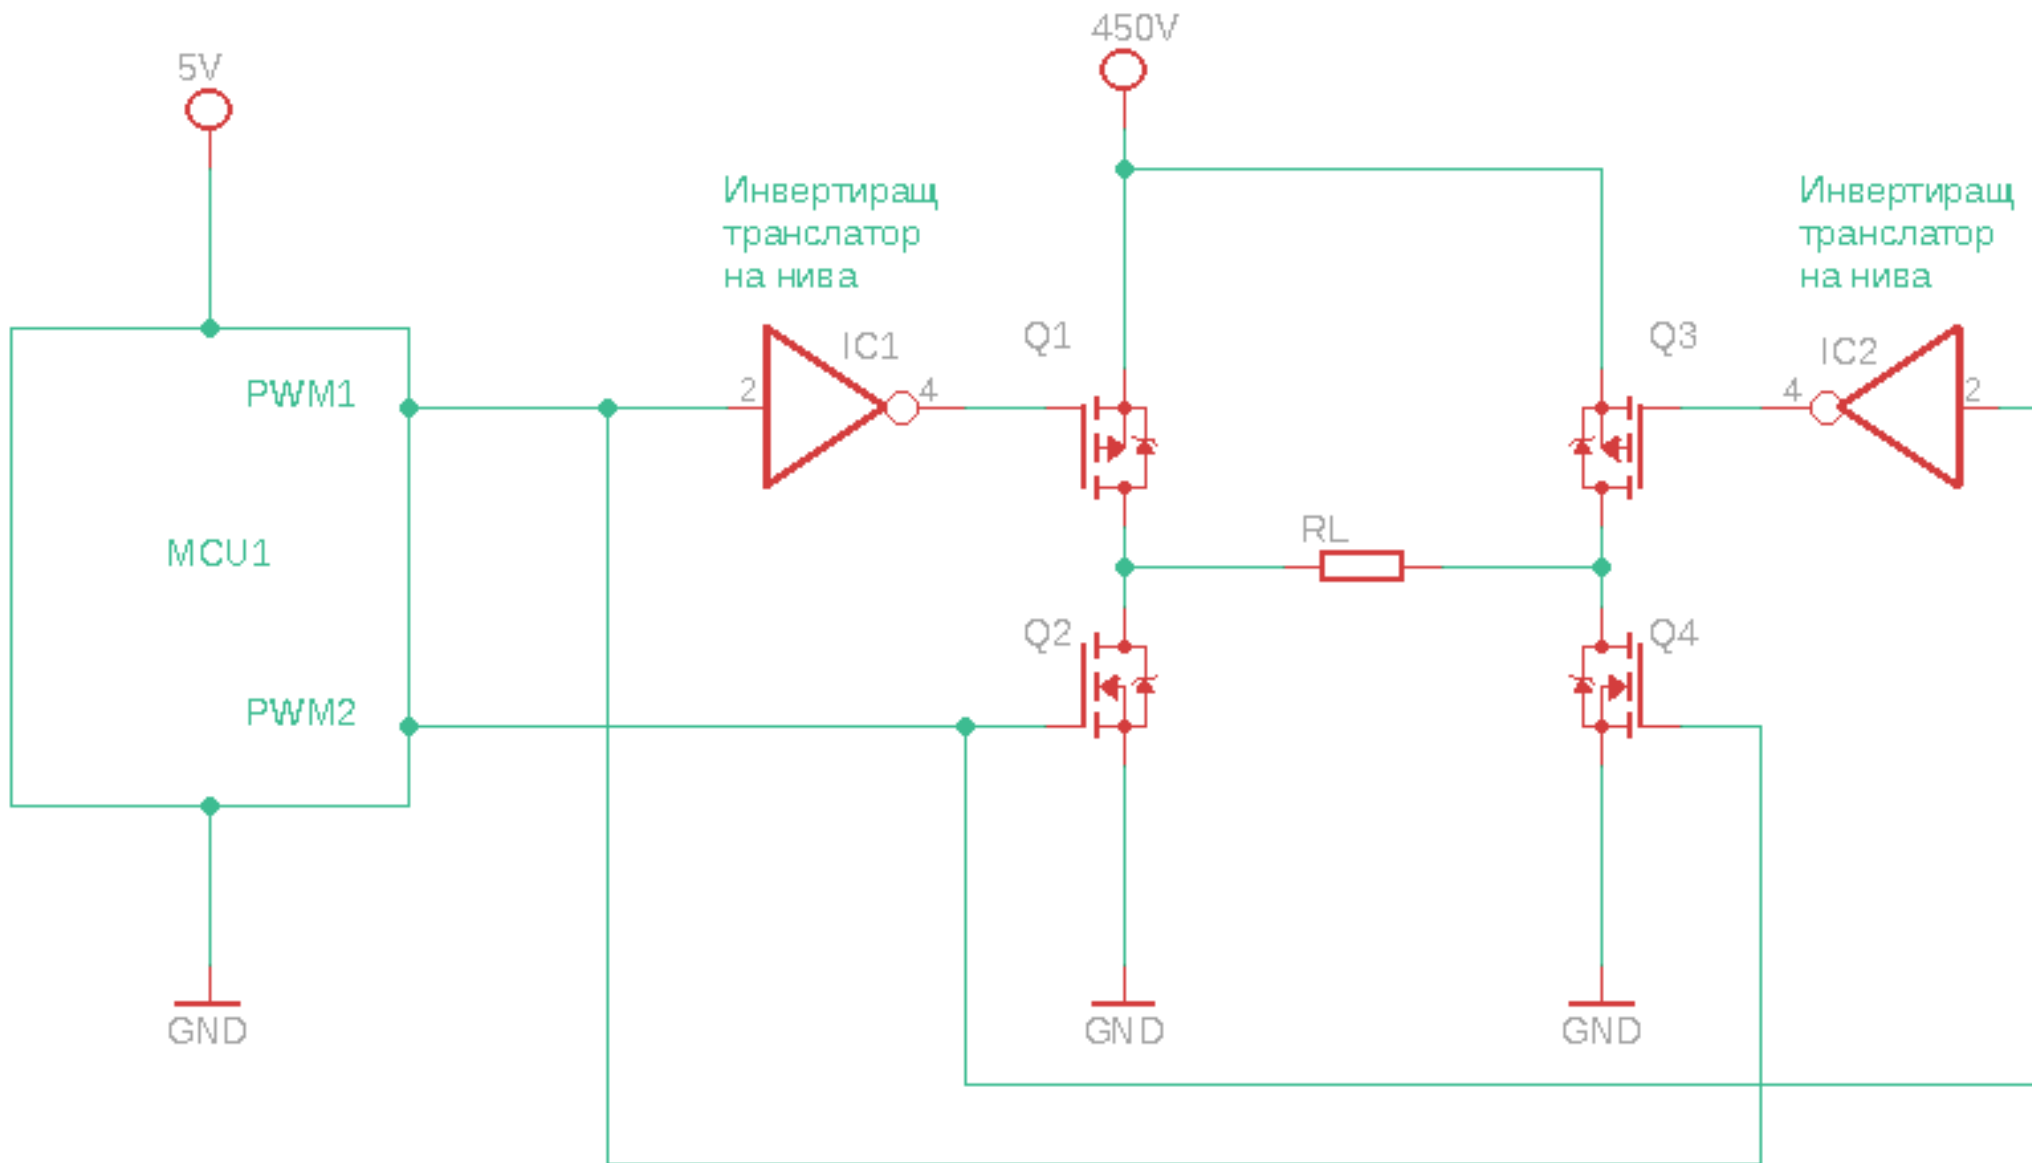 450V
5V
Инвертиращ
транслатор
на нива
Инвертиращ
транслатор
на нива
Q1
IC1
Q3
IC2
PWM1
2
4
4
2
MCU1
RL
Q2
Q4
PWM2
GND
GND
GND